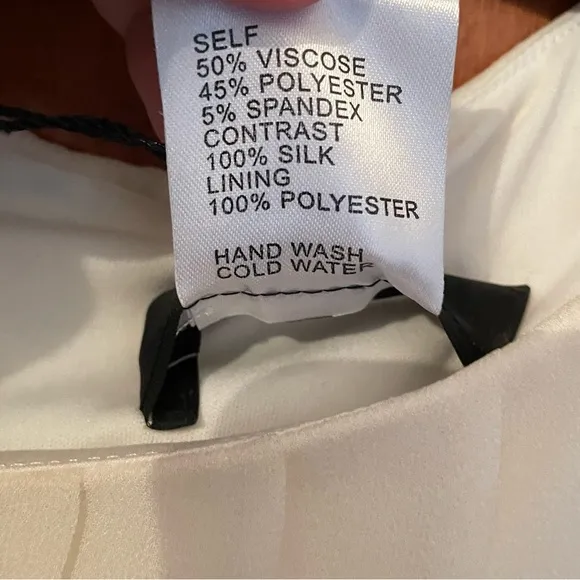 SELF
50% VISCOSE
45% POLYESTER
5% SPANDEX
CONTRAST
100% SILK
LINING
100% POLYESTER
HAND WASH
COLD WATER